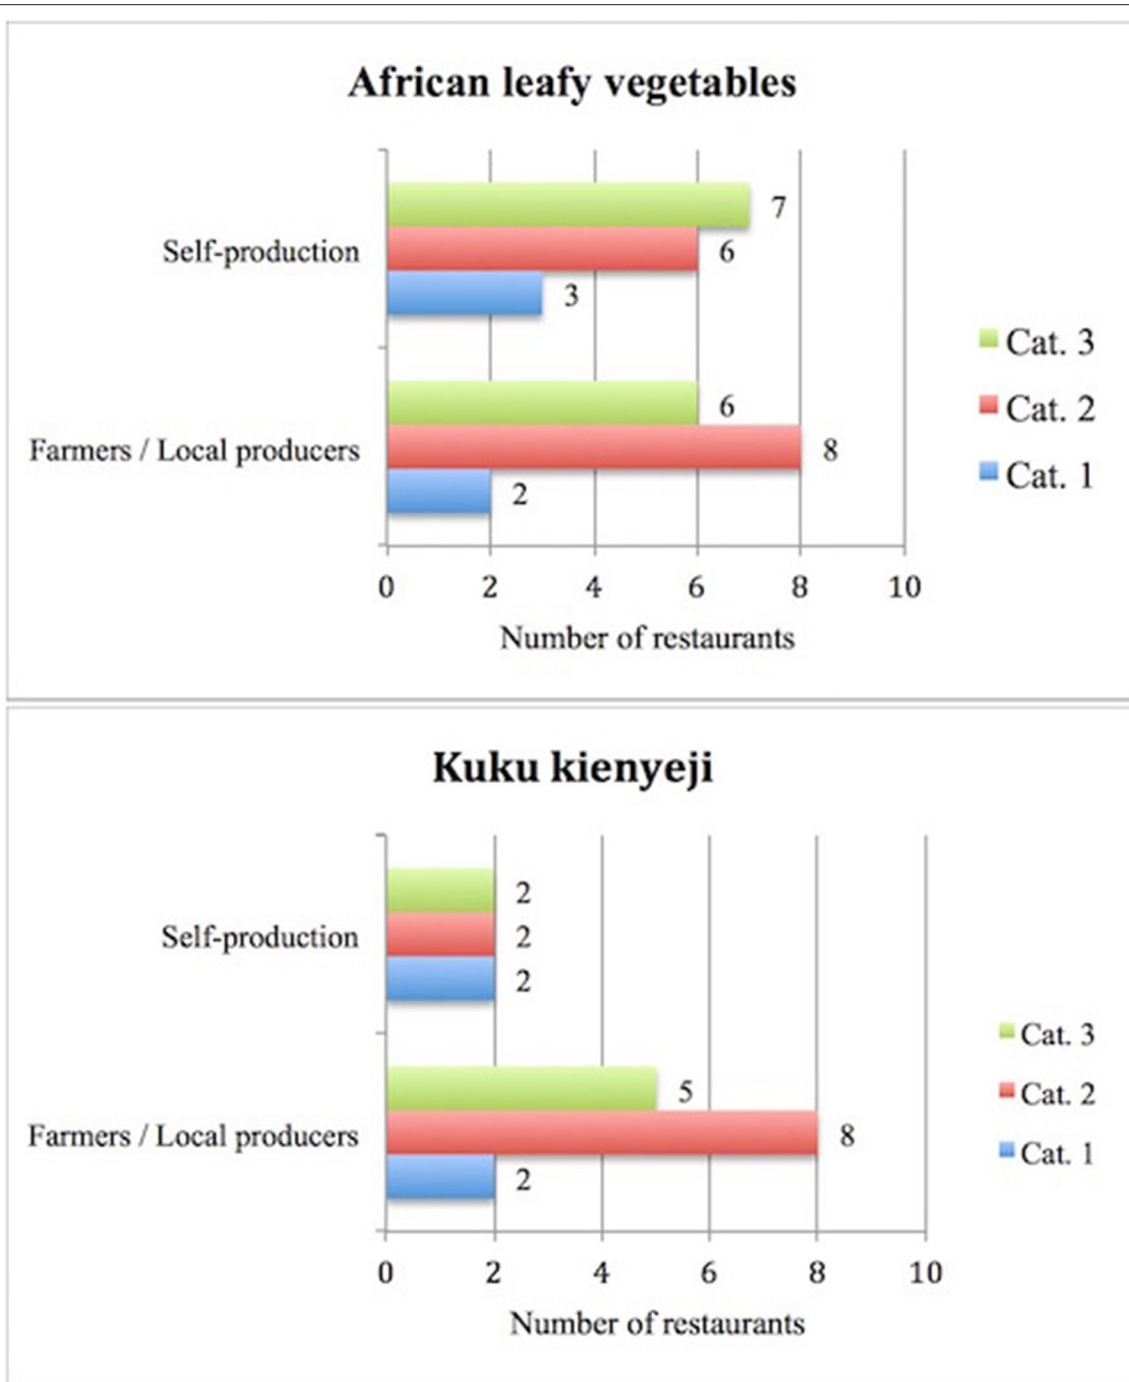 African leafy vegetables
Self-production
7
6
3
Farmers / Local producers
6
8
2
0 2 4 6 8 10
Number of restaurants
Cat. 3
Cat. 2
Cat. 1
Kuku kienyeji
Self-production
2
2
2
Farmers / Local producers
5
8
2
0 2 4 6 8 10
Number of restaurants
Cat. 3
Cat. 2
Cat. 1